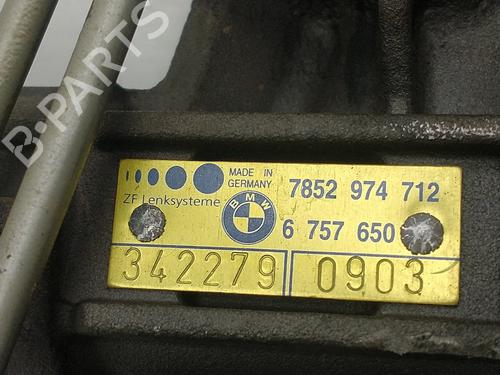 B-PARTS
MADE IN
GERMANY
7852 974 712
ZF Lenksysteme
BMW
6 757 650
342279 0903